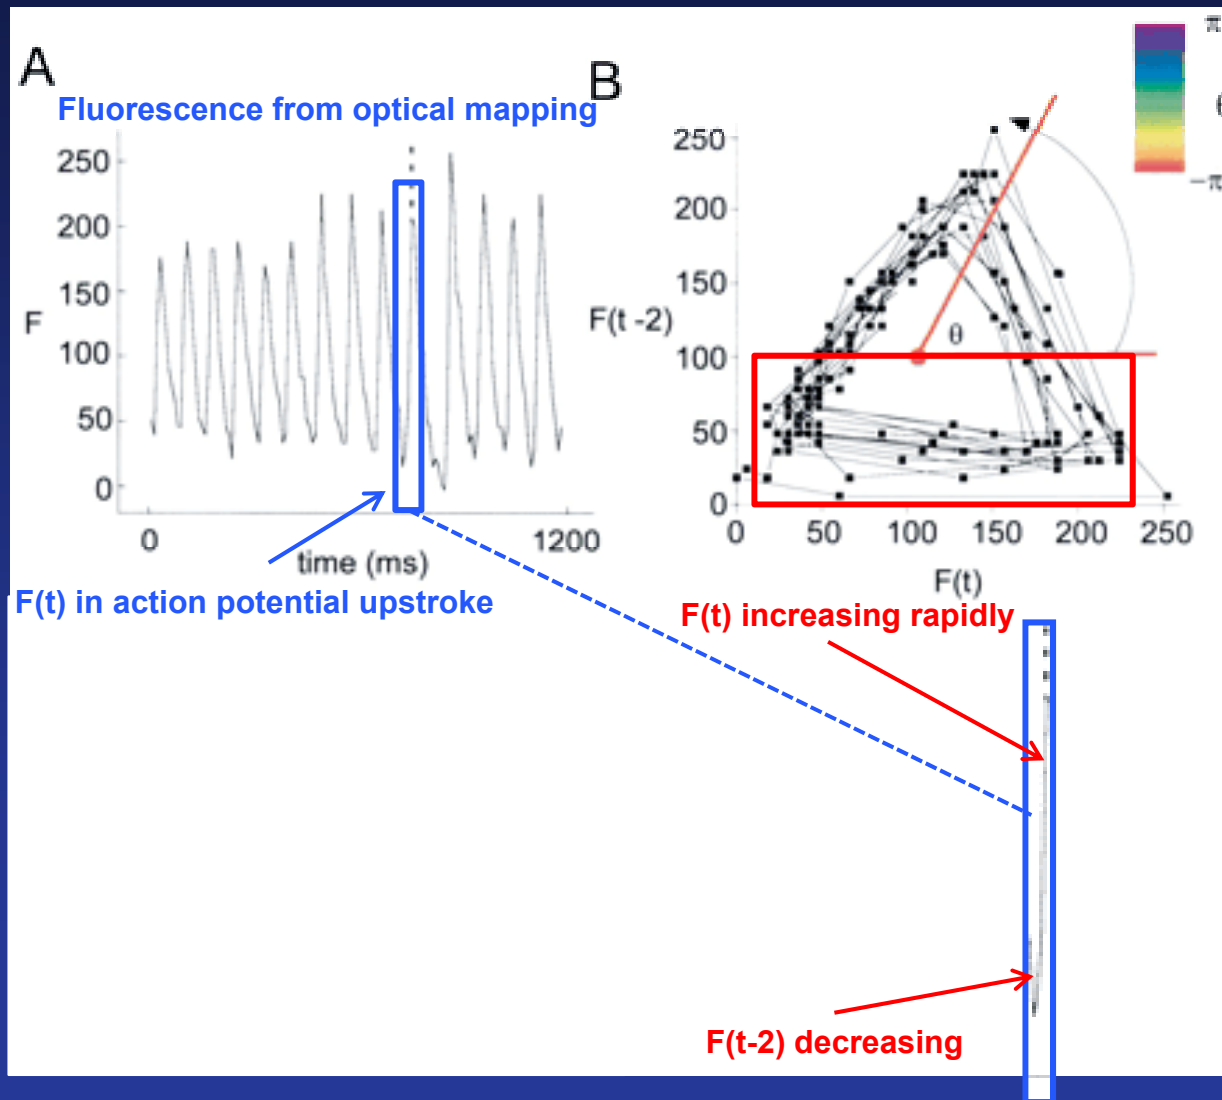 A
B
Fluorescence from optical mapping
250
200
150
100
50
0
F
0
1200
time (ms)
F(t) in action potential upstroke
250
200
150
100
50
0
F(t -2)
θ
0
50
100
150
200
250
F(t)
π
−π
F(t) increasing rapidly
F(t-2) decreasing